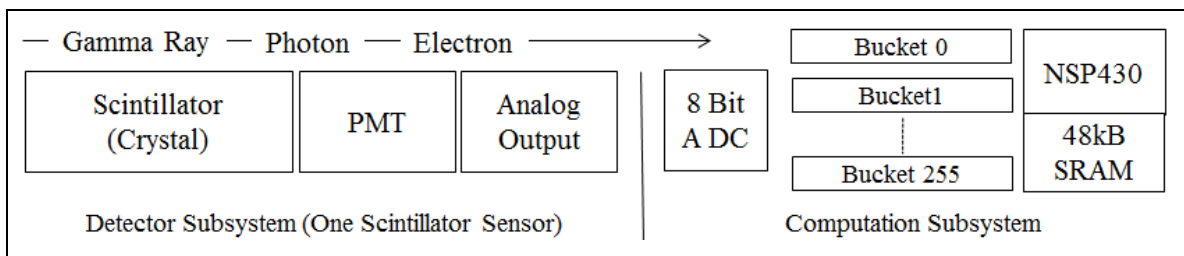 Gamma Ray — Photon — Electron
Scintillator
(Crystal)
PMT
Analog
Output
8 Bit
A DC
Bucket 0
Bucket1
Bucket 255
NSP430
48kB
SRAM
Detector Subsystem (One Scintillator Sensor)
Computation Subsystem